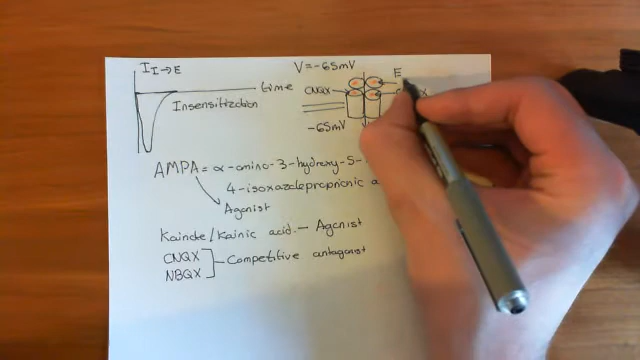 I I→E
V=-65mV
time
CNQX
E
Insensitization
-65mV
AMPA = α-amino-3-hydroxy-5-
4-isoxazolepropionic a
Agonist
Kainate/Kainic acid - Agonist
CNQX
Competitive antagonist
NBQX